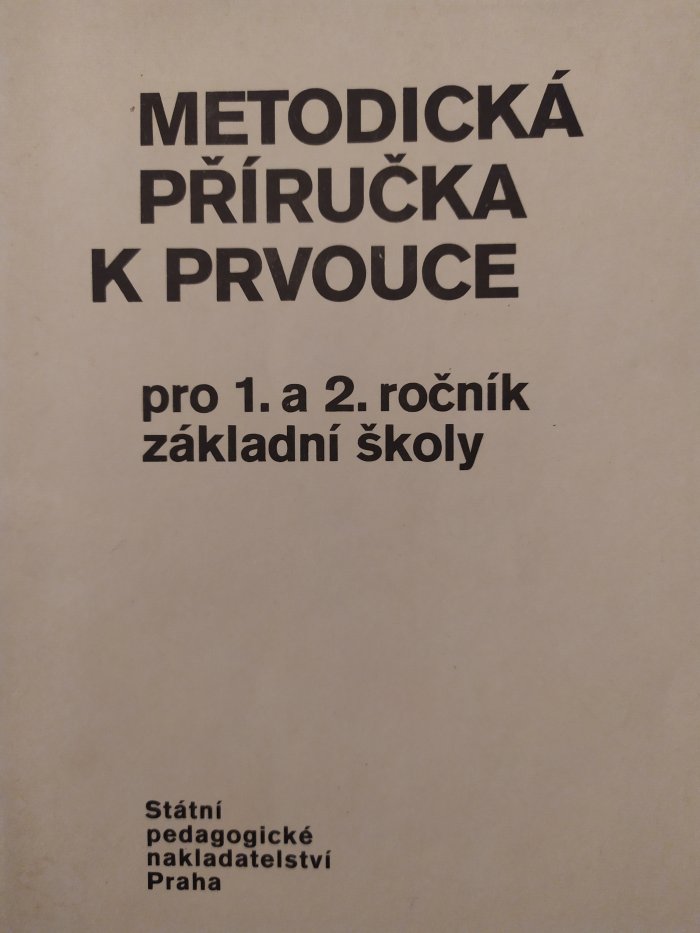 METODICKÁ
PŘÍRUČKA
K PRVOUCE
pro 1. a 2. ročník
základní školy
Státní
pedagogické
nakladatelství
Praha